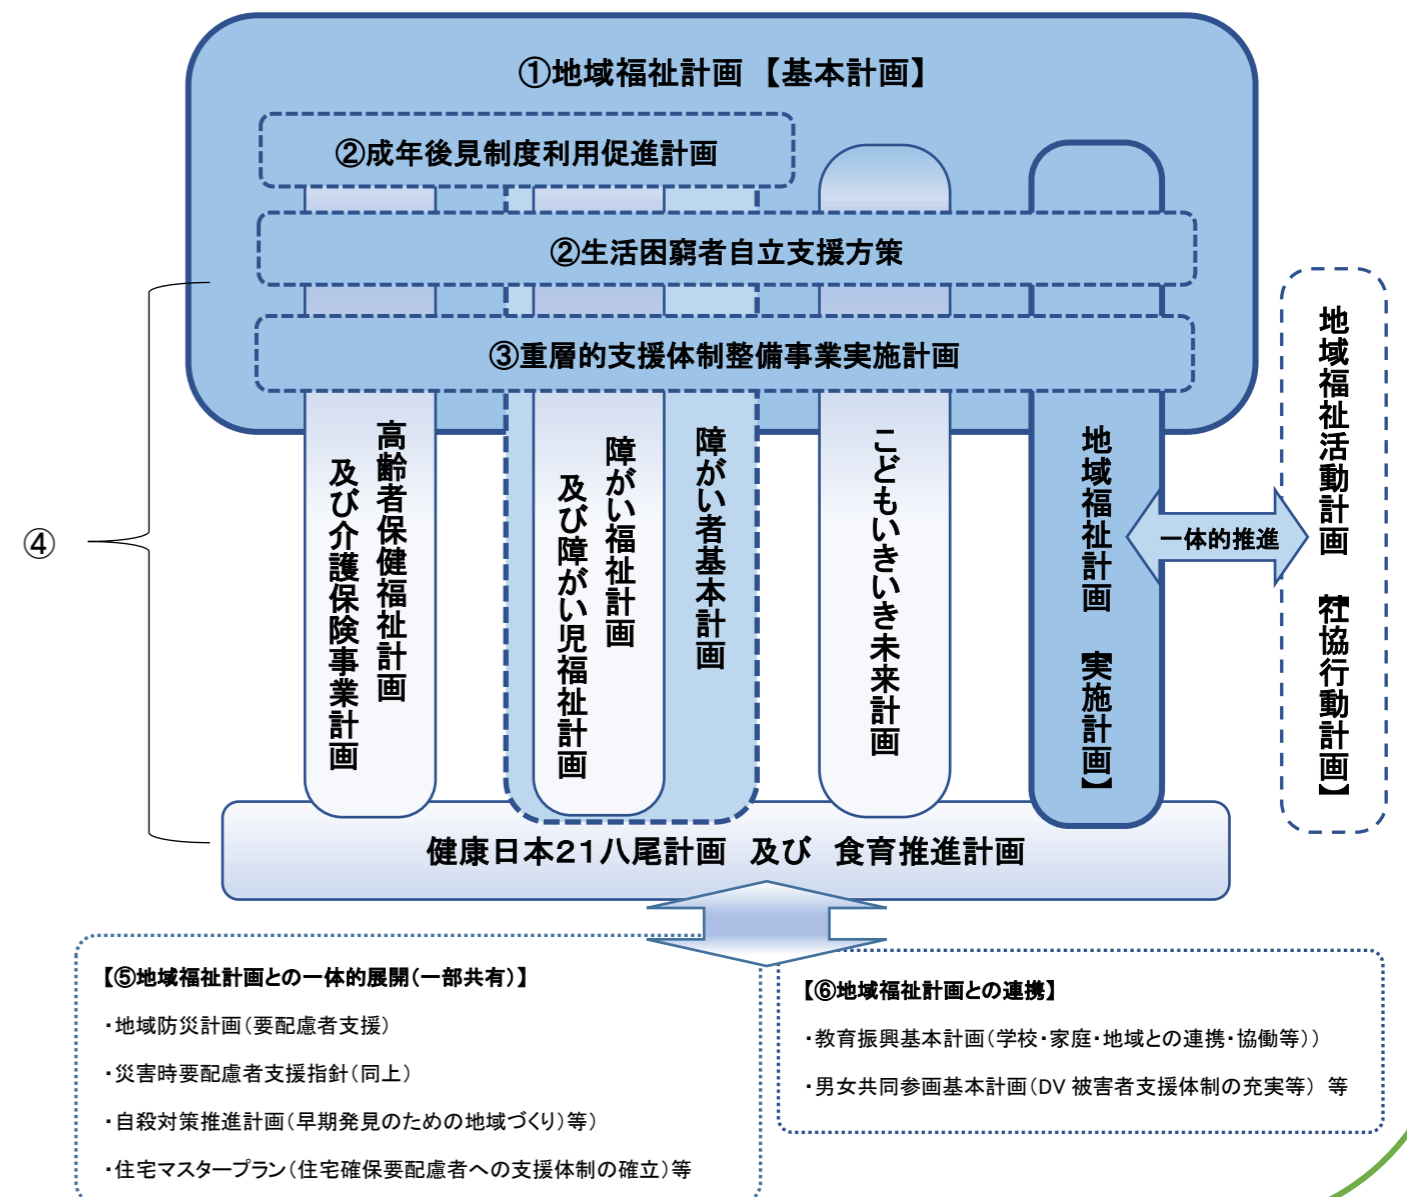 ①地域福祉計画 【基本計画】
②成年後見制度利用促進計画
②生活困窮者自立支援方策
③重層的支援体制整備事業実施計画
④
高齢者保健福祉計画
及び介護保険事業計画
障がい者基本計画
障がい福祉計画
及び障がい児福祉計画
こどもいきいき未来計画
地域福祉計画 【実施計画】
一体的推進
地域福祉活動計画 【社協行動計画】
健康日本21八尾計画 及び 食育推進計画
【⑤地域福祉計画との一体的展開(一部共有)】
・地域防災計画(要配慮者支援)
・災害時要配慮者支援指針(同上)
・自殺対策推進計画(早期発見のための地域づくり)等)
・住宅マスタープラン(住宅確保要配慮者への支援体制の確立)等
【⑥地域福祉計画との連携】
・教育振興基本計画(学校・家庭・地域との連携・協働等))
・男女共同参画基本計画(DV 被害者支援体制の充実等) 等